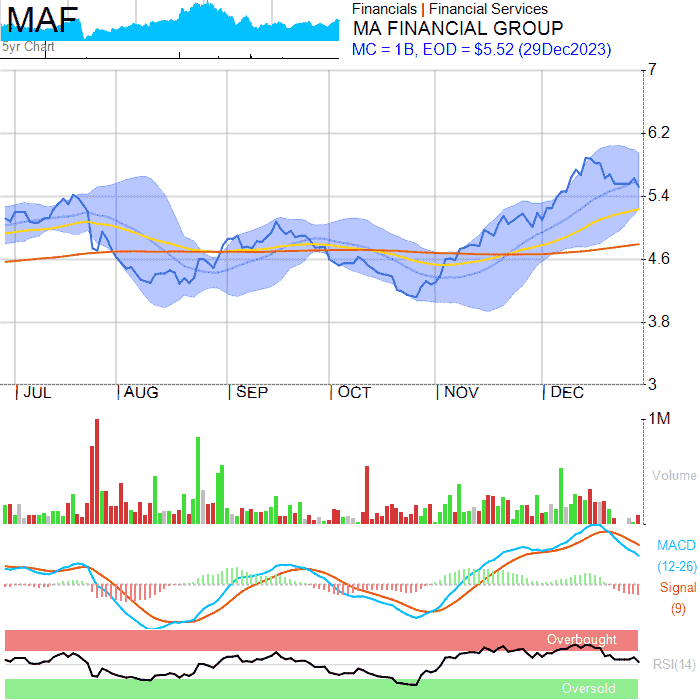 MAF
5yr Chart
Financials | Financial Services
MA FINANCIAL GROUP
MC = 1B, EOD = $5.52 (29Dec2023)
7
6.2
5.4
4.6
3.8
3
JUL
AUG
SEP
OCT
NOV
DEC
1M
Volume
MACD
(12-26)
Signal
(9)
Overbought
RSI(14)
Oversold